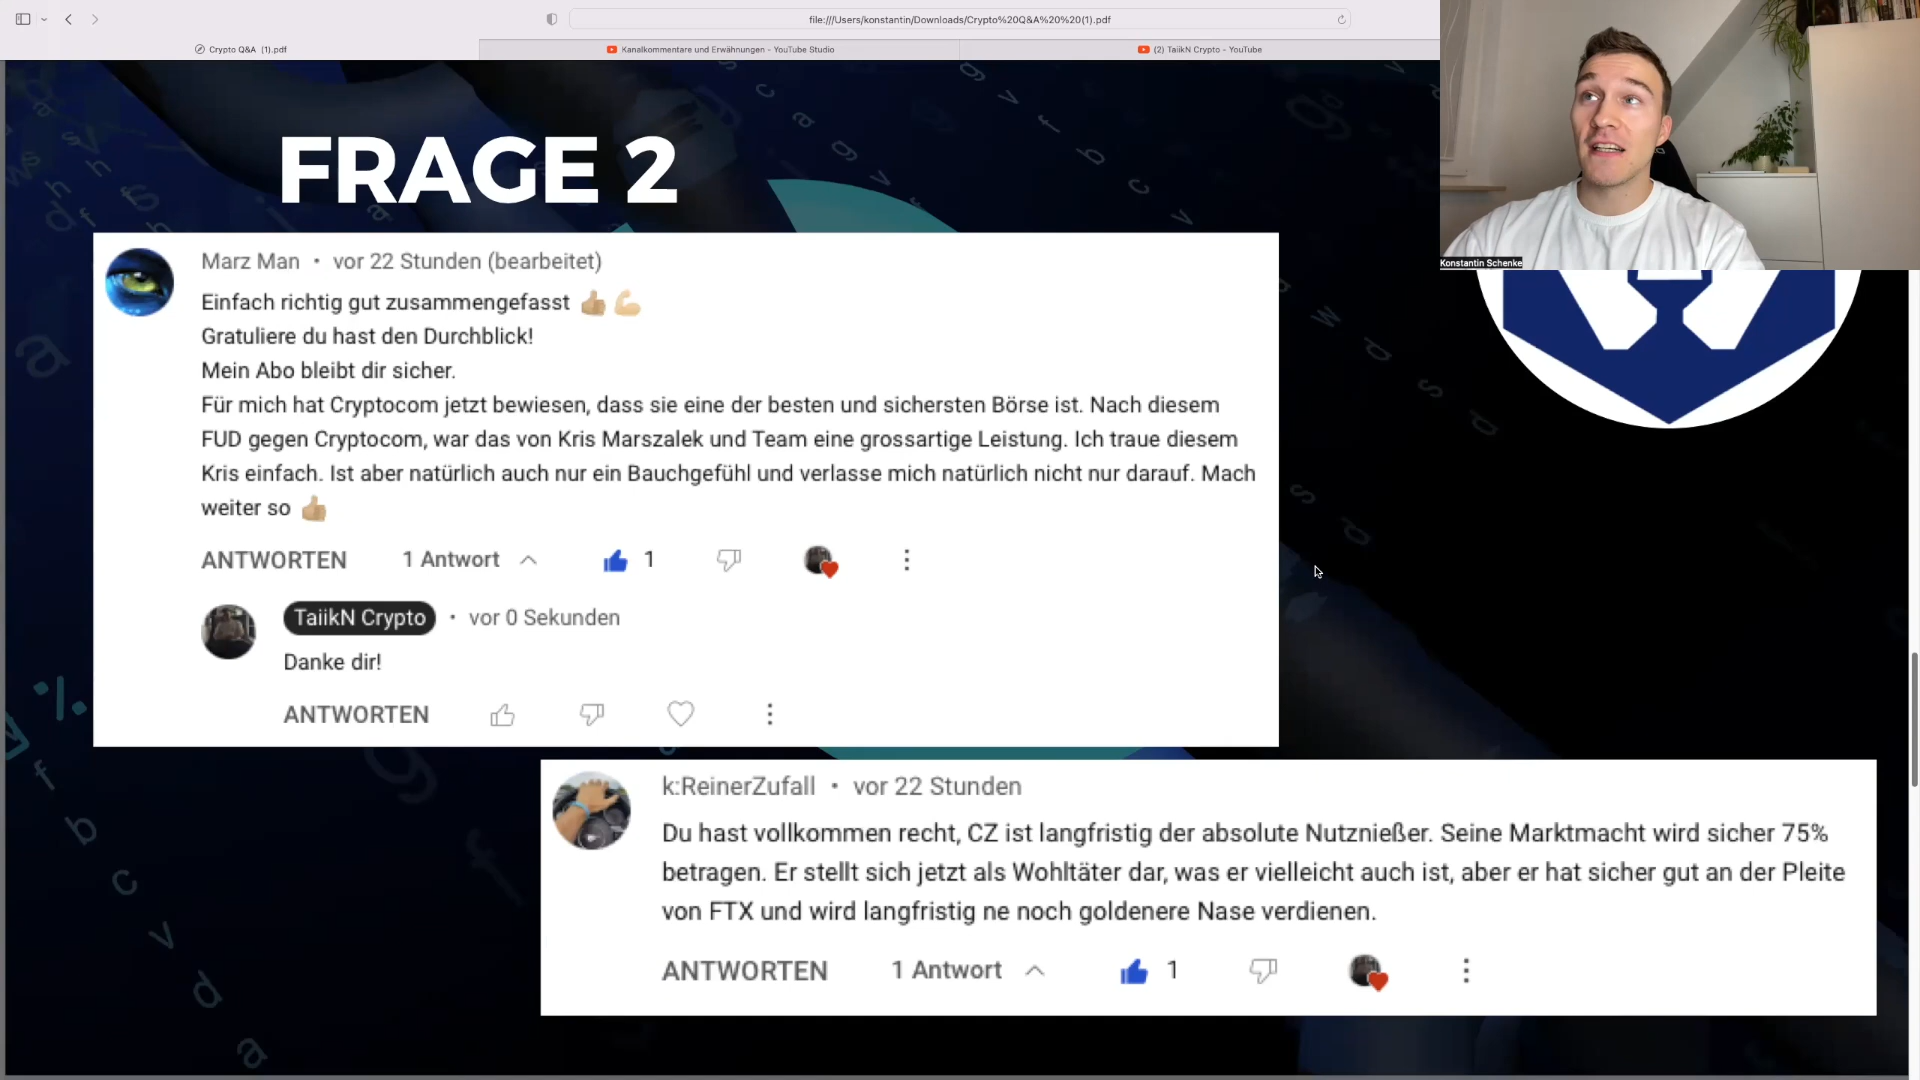 file:///Users/konstantin/Downloads/Crypto%20Q&A%20%20(1).pdf
Crypto Q&A (1).pdf
Kanalkommentare und Erwähnungen - YouTube Studio
(2) TaiikN Crypto - YouTube
Konstantin Schenke
FRAGE 2
Marz Man • vor 22 Stunden (bearbeitet)
Einfach richtig gut zusammengefasst 👍🏼 💪🏼
Gratuliere du hast den Durchblick!
Mein Abo bleibt dir sicher.
Für mich hat Cryptocom jetzt bewiesen, dass sie eine der besten und sichersten Börse ist. Nach diesem
FUD gegen Cryptocom, war das von Kris Marszalek und Team eine grossartige Leistung. Ich traue diesem
Kris einfach. Ist aber natürlich auch nur ein Bauchgefühl und verlasse mich natürlich nicht nur darauf. Mach
weiter so 👍🏼
ANTWORTEN 1 Antwort 1
TaiikN Crypto • vor 0 Sekunden
Danke dir!
ANTWORTEN
k:ReinerZufall • vor 22 Stunden
Du hast vollkommen recht, CZ ist langfristig der absolute Nutznießer. Seine Marktmacht wird sicher 75%
betragen. Er stellt sich jetzt als Wohltäter dar, was er vielleicht auch ist, aber er hat sicher gut an der Pleite
von FTX und wird langfristig ne noch goldenere Nase verdienen.
ANTWORTEN 1 Antwort 1